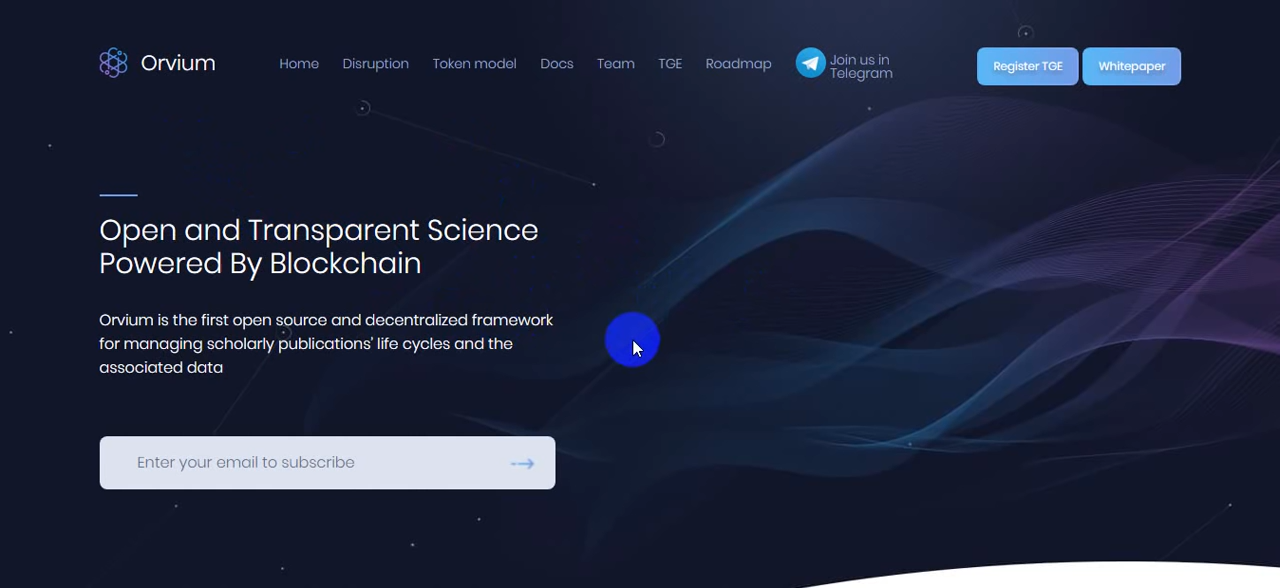 Orvium
Home
Disruption
Token model
Docs
Team
TGE
Roadmap
Join us in
Telegram
Register TGE
Whitepaper
Open and Transparent Science
Powered By Blockchain
Orvium is the first open source and decentralized framework
for managing scholarly publications' life cycles and the
associated data
Enter your email to subscribe